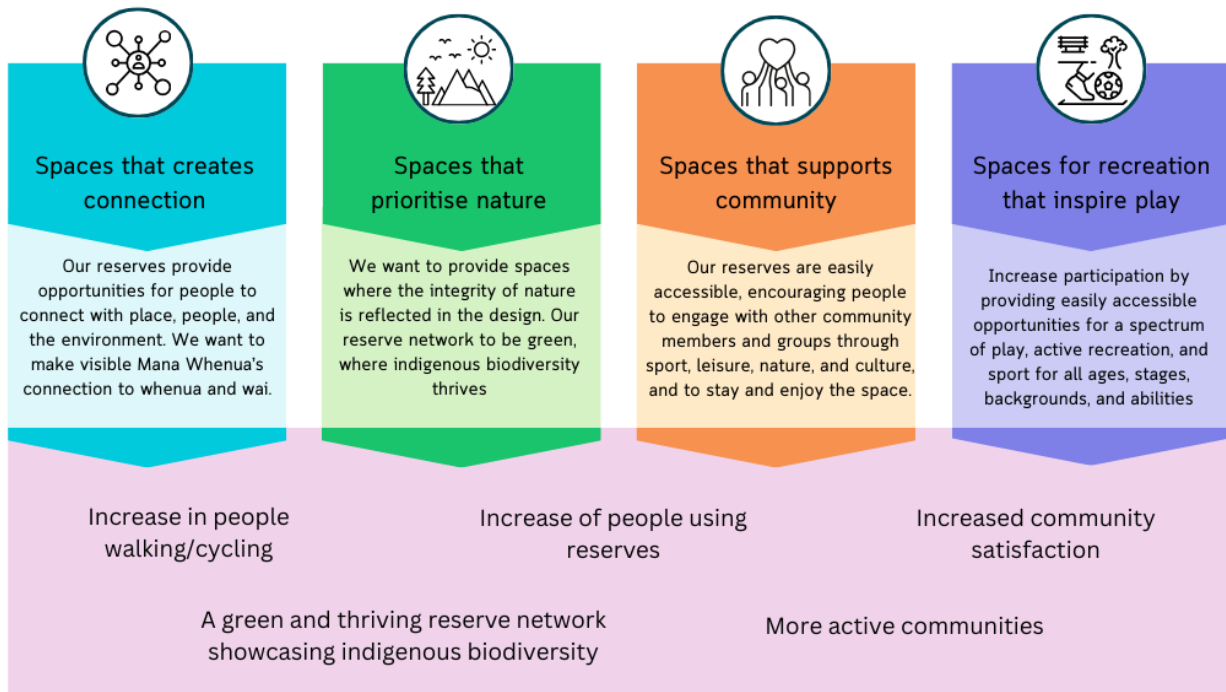 Spaces that creates
connection
Our reserves provide
opportunities for people to
connect with place, people, and
the environment. We want to
make visible Mana Whenua's
connection to whenua and wai.
Spaces that
prioritise nature
We want to provide spaces
where the integrity of nature
is reflected in the design. Our
reserve network to be green,
where indigenous biodiversity
thrives
Spaces that supports
community
Our reserves are easily
accessible, encouraging people
to engage with other community
members and groups through
sport, leisure, nature, and culture,
and to stay and enjoy the space.
Spaces for recreation
that inspire play
Increase participation by
providing easily accessible
opportunities for a spectrum
of play, active recreation, and
sport for all ages, stages,
backgrounds, and abilities
Increase in people
walking/cycling
Increase of people using
reserves
Increased community
satisfaction
A green and thriving reserve network
showcasing indigenous biodiversity
More active communities